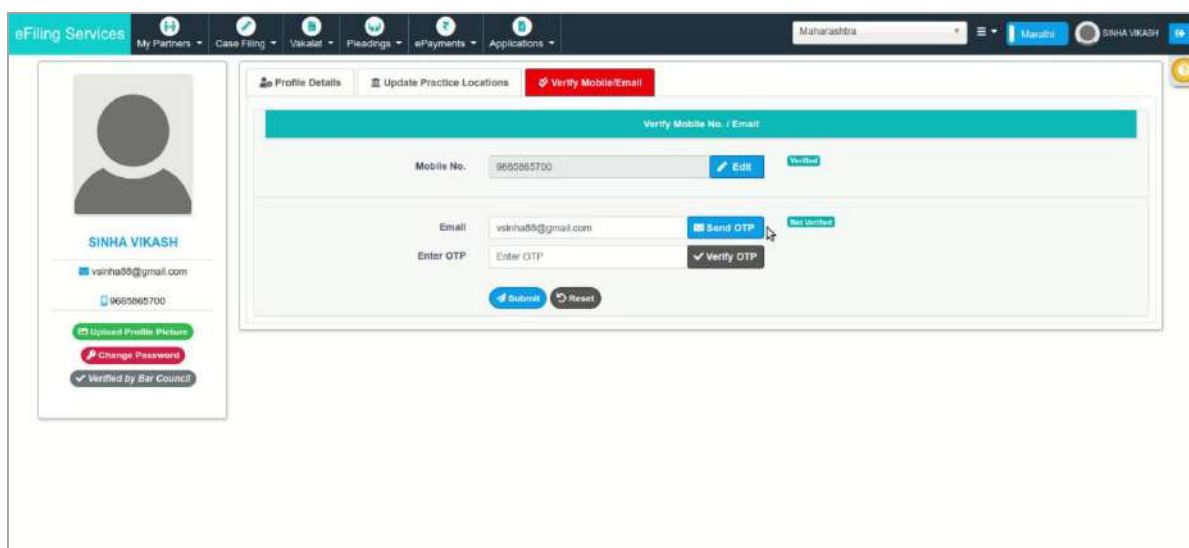 eFiling Services
My Partners Case Filing Vakalat Pleadings ePayments Applications
Maharashtra
Marathi
SINHA VIKASH
Profile Details Update Practice Locations Verify Mobile/Email
Verify Mobile No. / Email
Mobile No. 9665865700 Edit Verified
Email vsinha88@gmail.com Send OTP Not Verified
Enter OTP Enter OTP Verify OTP
Submit Reset
SINHA VIKASH
vsinha88@gmail.com
9665865700
Upload Profile Picture
Change Password
Verified by Bar Council